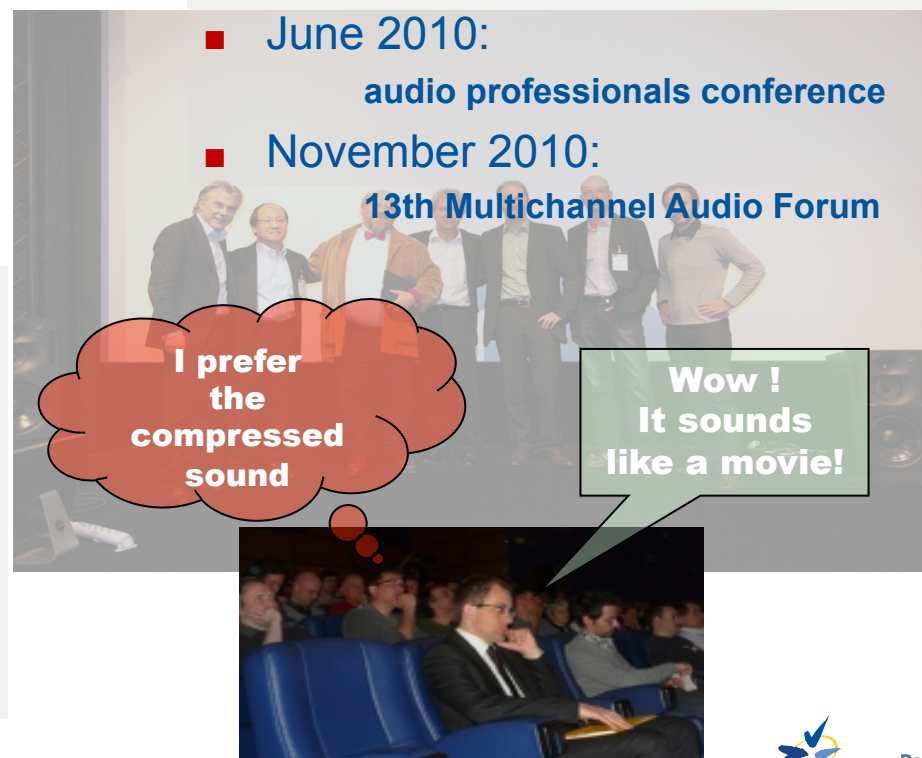 June 2010:
audio professionals conference
November 2010:
13th Multichannel Audio Forum
I prefer
the
compressed
sound
Wow !
It sounds
like a movie!